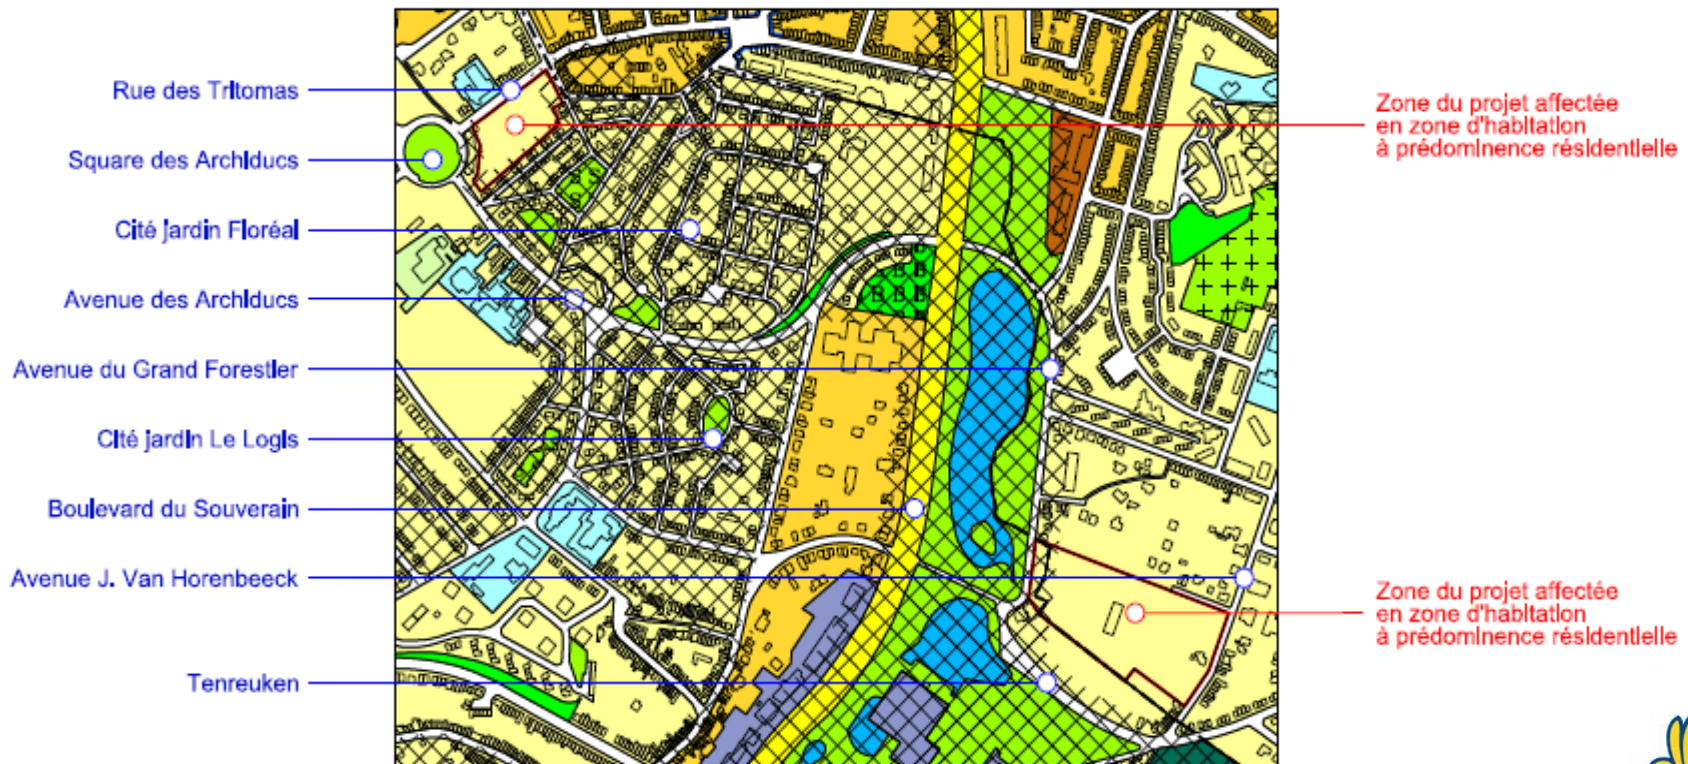 Rue des Tritomas
Square des Archiducs
Cité jardin Floréal
Avenue des Archiducs
Avenue du Grand Forestier
Cité jardin Le Logis
Boulevard du Souverain
Avenue J. Van Horenbeeck
Tenreuken
Zone du projet affectée
en zone d'habitation
à prédominence résidentielle
Zone du projet affectée
en zone d'habitation
à prédominence résidentielle
B B
B B B